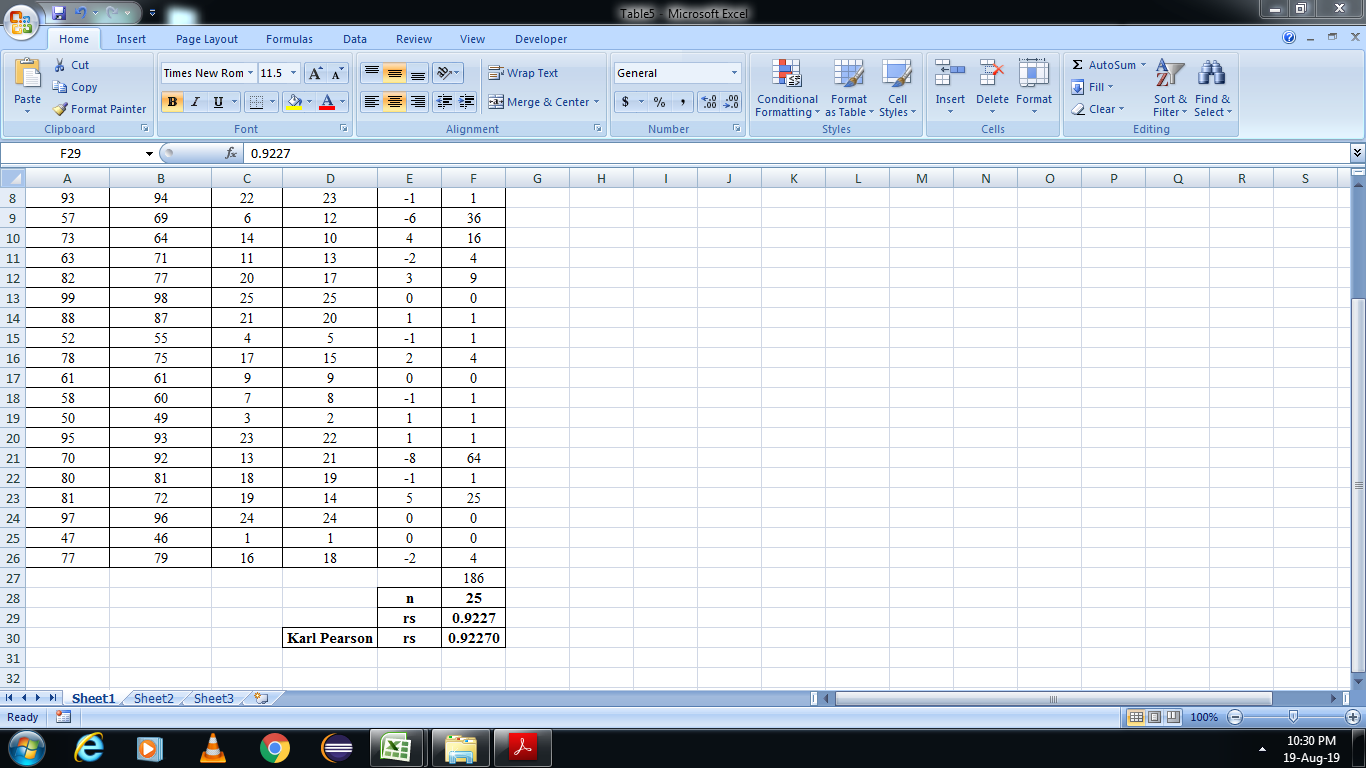 Table5 - Microsoft Excel
Home Insert Page Layout Formulas Data Review View Developer
Paste
Cut
Copy
Format Painter
Clipboard
Times New Rom 11.5 A A
B I U A
Font
Wrap Text
Merge & Center
Alignment
General
$ % , .0 .00 .00 .0
Number
Conditional Formatting
Format as Table
Cell Styles
Styles
Insert Delete Format
Cells
Σ AutoSum
Fill
Clear
Sort & Filter
Find & Select
Editing
F29 fx 0.9227
A B C D E F G H I J K L M N O P Q R S
8 93 94 22 23 -1 1
9 57 69 6 12 -6 36
10 73 64 14 10 4 16
11 63 71 11 13 -2 4
12 82 77 20 17 3 9
13 99 98 25 25 0 0
14 88 87 21 20 1 1
15 52 55 4 5 -1 1
16 78 75 17 15 2 4
17 61 61 9 9 0 0
18 58 60 7 8 -1 1
19 50 49 3 2 1 1
20 95 93 23 22 1 1
21 70 92 13 21 -8 64
22 80 81 18 19 -1 1
23 81 72 19 14 5 25
24 97 96 24 24 0 0
25 47 46 1 1 0 0
26 77 79 16 18 -2 4
27 186
28 n 25
29 rs 0.9227
30 Karl Pearson rs 0.92270
31
32
Sheet1 Sheet2 Sheet3
Ready 100%
10:30 PM
19-Aug-19